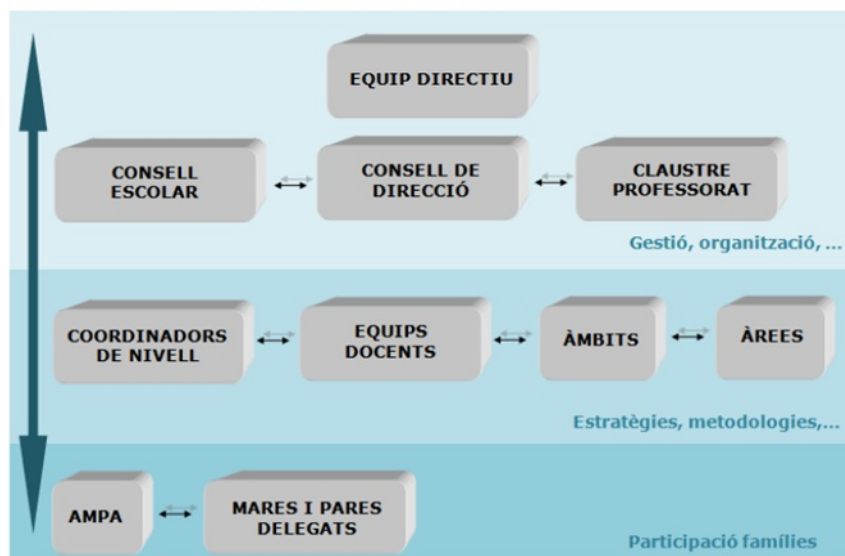 EQUIP DIRECTIU
CONSELL
ESCOLAR
CONSELL DE
DIRECCIÓ
CLAUSTRE
PROFESSORAT
Gestió, organització, ...
COORDINADORS
DE NIVELL
EQUIPS
DOCENTS
ÀMBITS
ÀREES
Estratègies, metodologies,...
AMPA
MARES I PARES
DELEGATS
Participació famílies